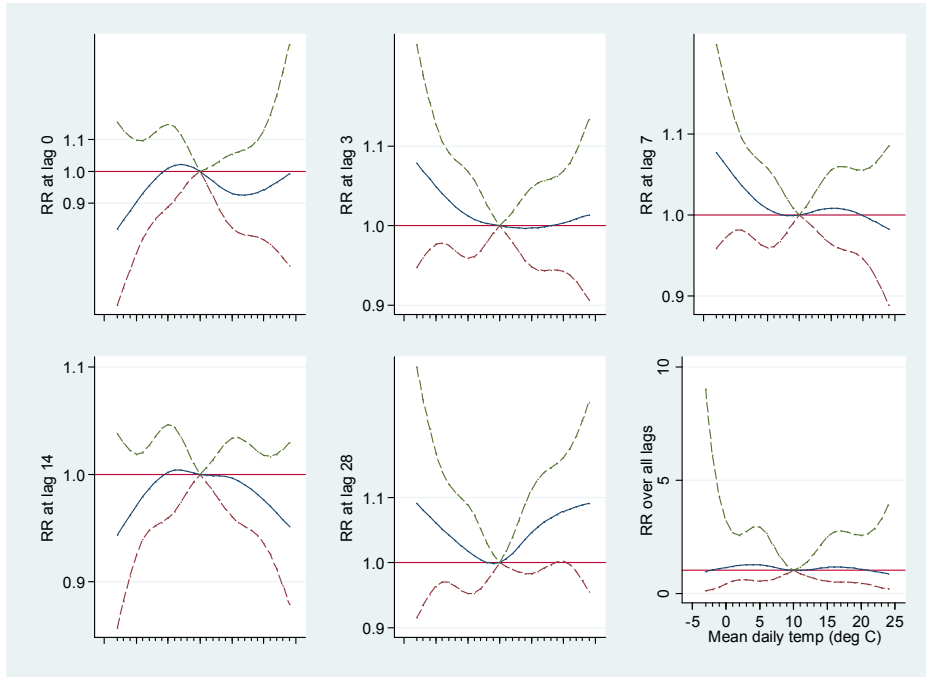 RR at lag 0
1.1
1.0
0.9
RR at lag 3
1.1
1.0
0.9
RR at lag 7
1.1
1.0
0.9
RR at lag 14
1.1
1.0
0.9
RR at lag 28
1.1
1.0
0.9
RR over all lags
10
5
0
-5 0 5 10 15 20 25
Mean daily temp (deg C)